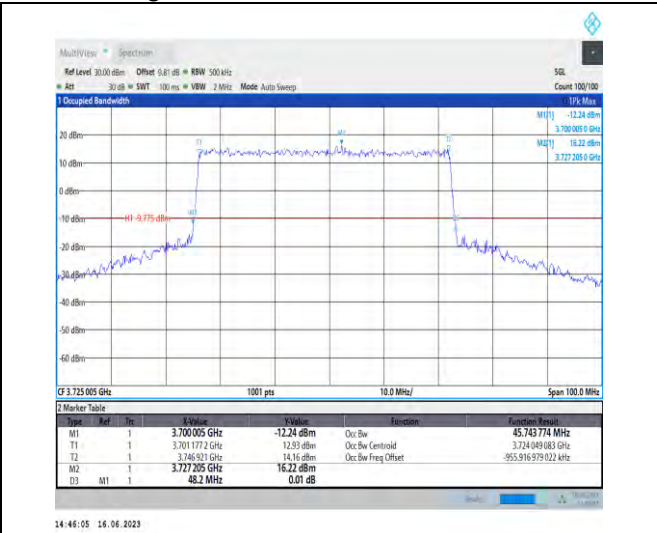 MultiView Spectrum
Ref Level 30.00 dBm Offset 9.81 dB RBW 500 kHz SGL
Att 30 dB SWT 100 ms VBW 2 MHz Mode Auto Sweep Count 100/100
1 Occupied Bandwidth 1Pk Max
M1[1] -12.24 dBm
3.700 005 0 GHz
M2[1] 16.22 dBm
3.727 205 0 GHz
20 dBm
M2
T1
10 dBm
0 dBm
-10 dBm H1 -9.775 dBm M1
-20 dBm
-30 dBm
-40 dBm
-50 dBm
-60 dBm
CF 3.725 005 GHz 1001 pts 10.0 MHz/ Span 100.0 MHz
2 Marker Table
Type Ref Trc X-Value Y-Value Function Function Result
M1 1 3.700 005 GHz -12.24 dBm Occ Bw 45.743 774 MHz
T1 1 3.701 177 2 GHz 12.93 dBm Occ Bw Centroid 3.724 049 083 GHz
T2 1 3.746 921 GHz 14.16 dBm Occ Bw Freq Offset -955.916 979 022 kHz
M2 1 3.727 205 GHz 16.22 dBm
D3 M1 1 48.2 MHz 0.01 dB
14:46:05 16.06.2023